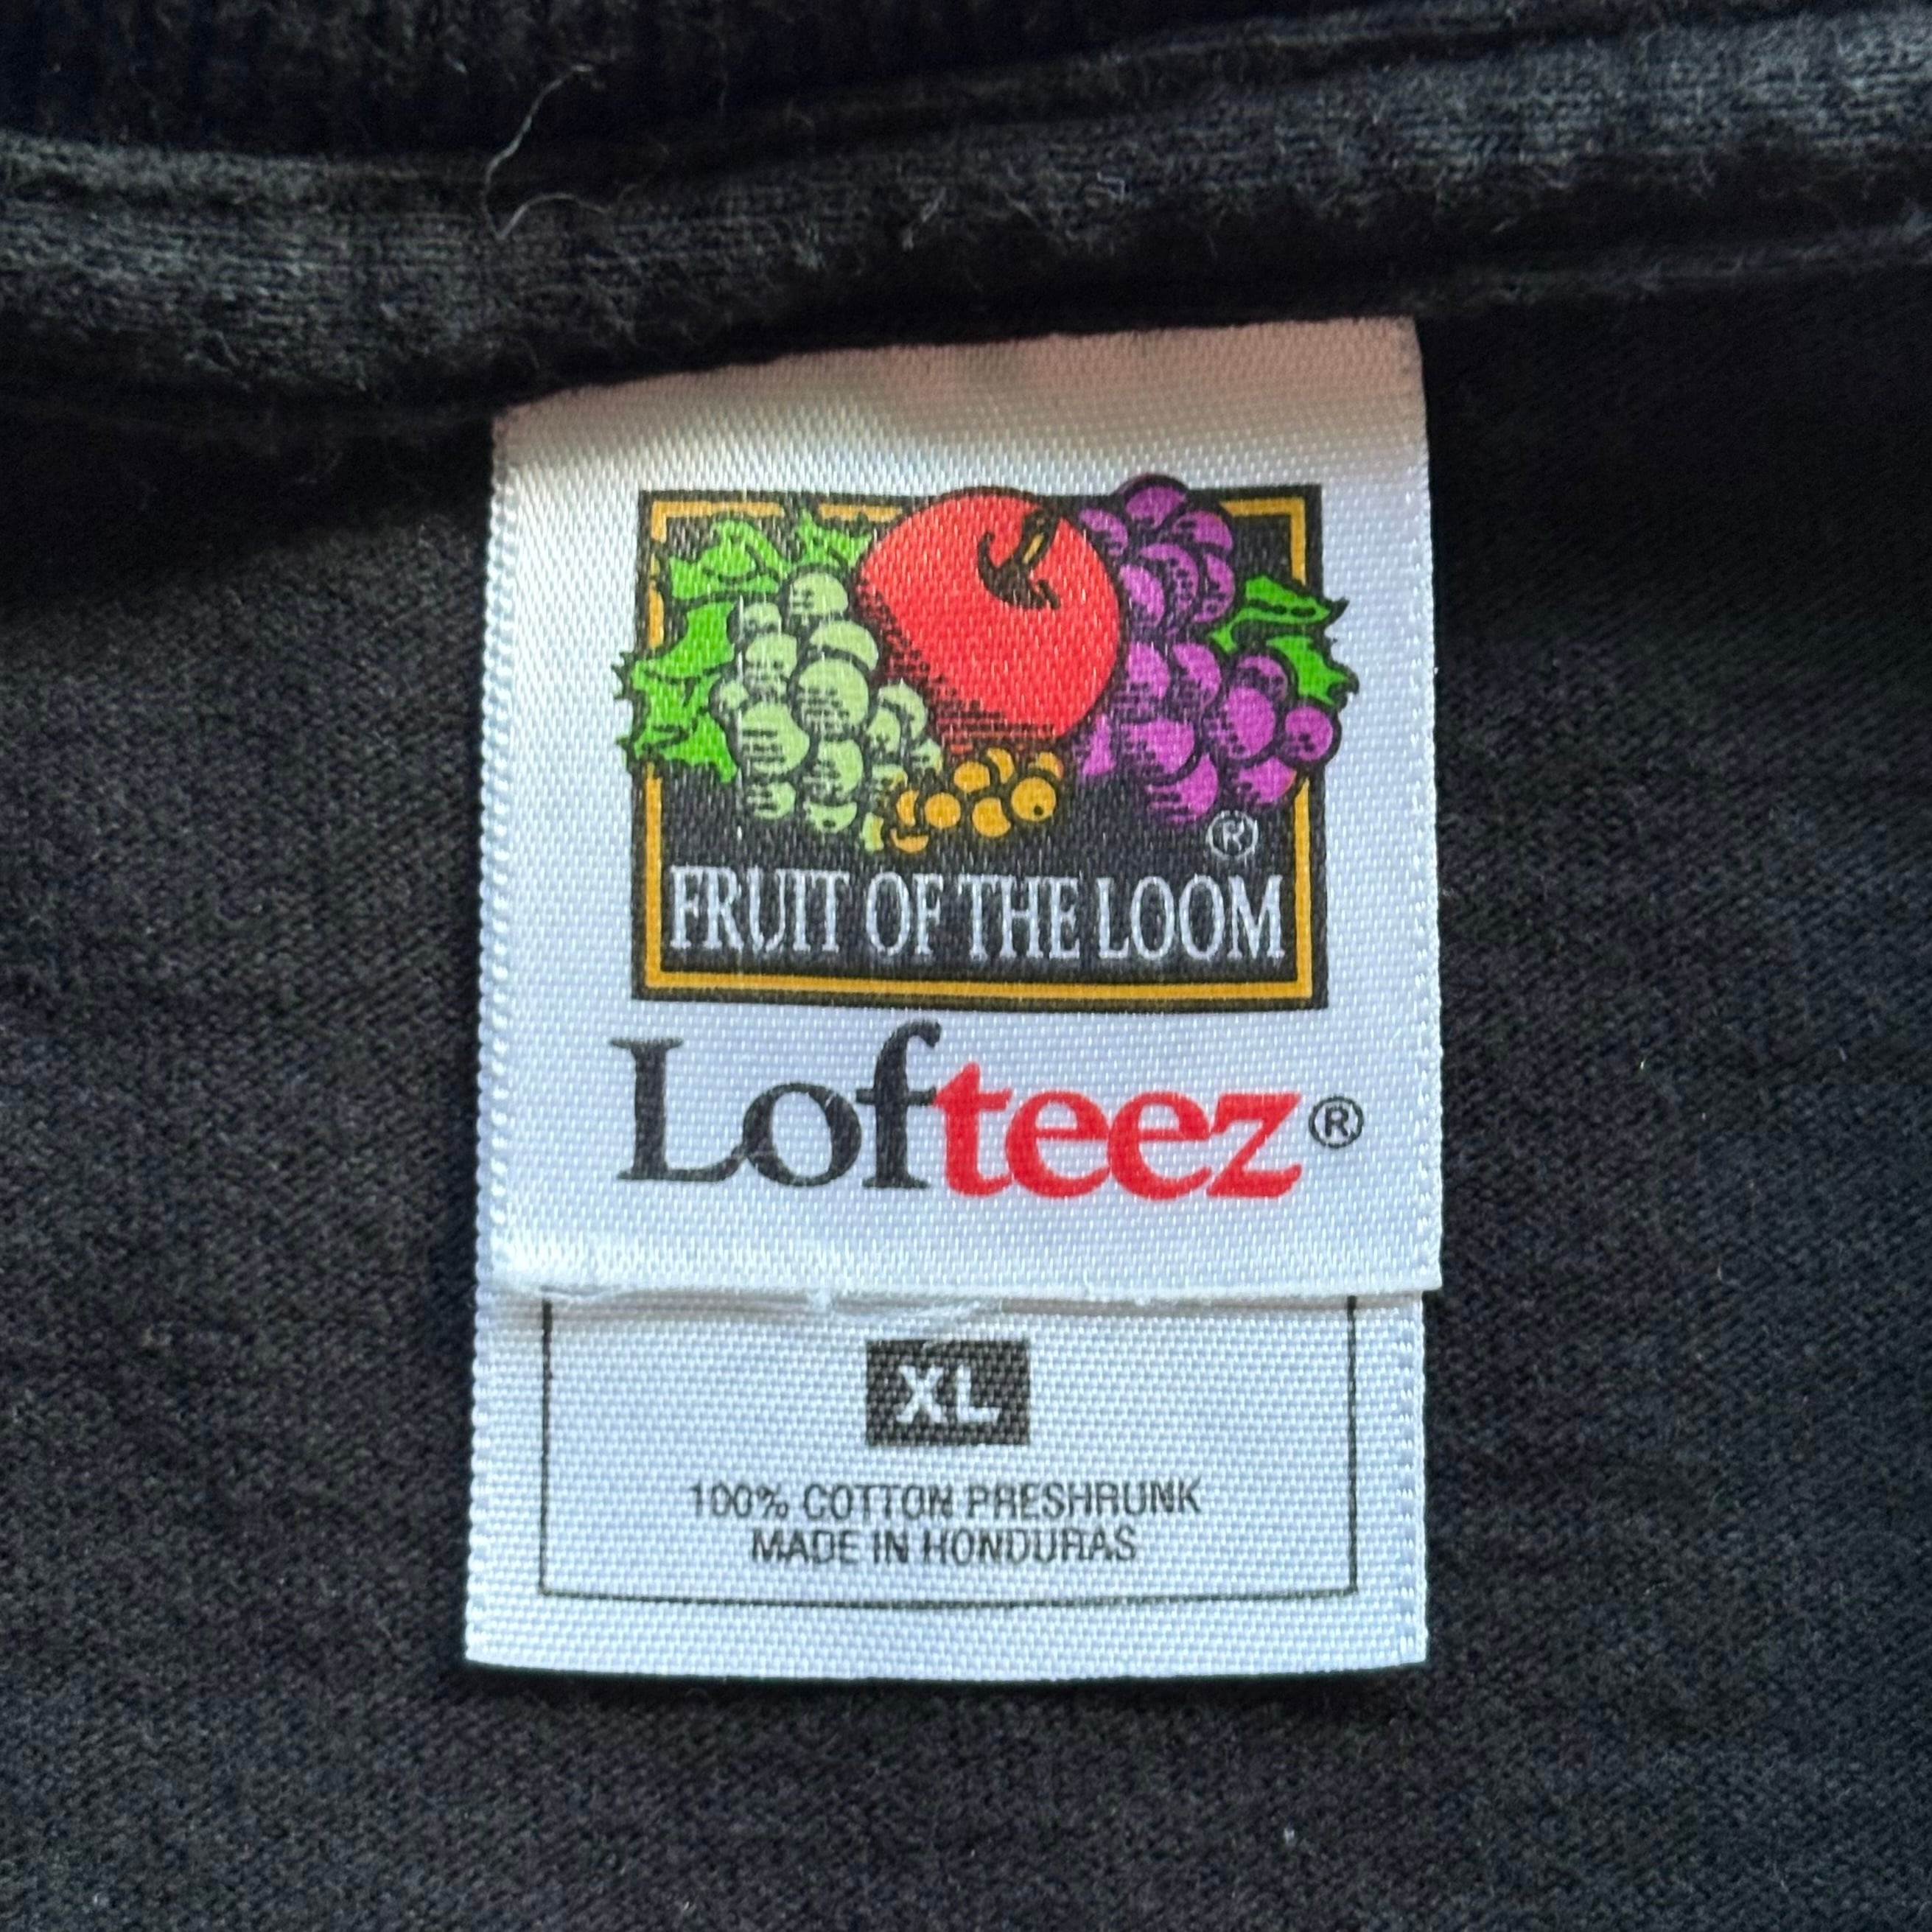 ®
FRUIT OF THE LOOM
Lofteez®
XL
100% COTTON PRESHRUNK
MADE IN HONDURAS